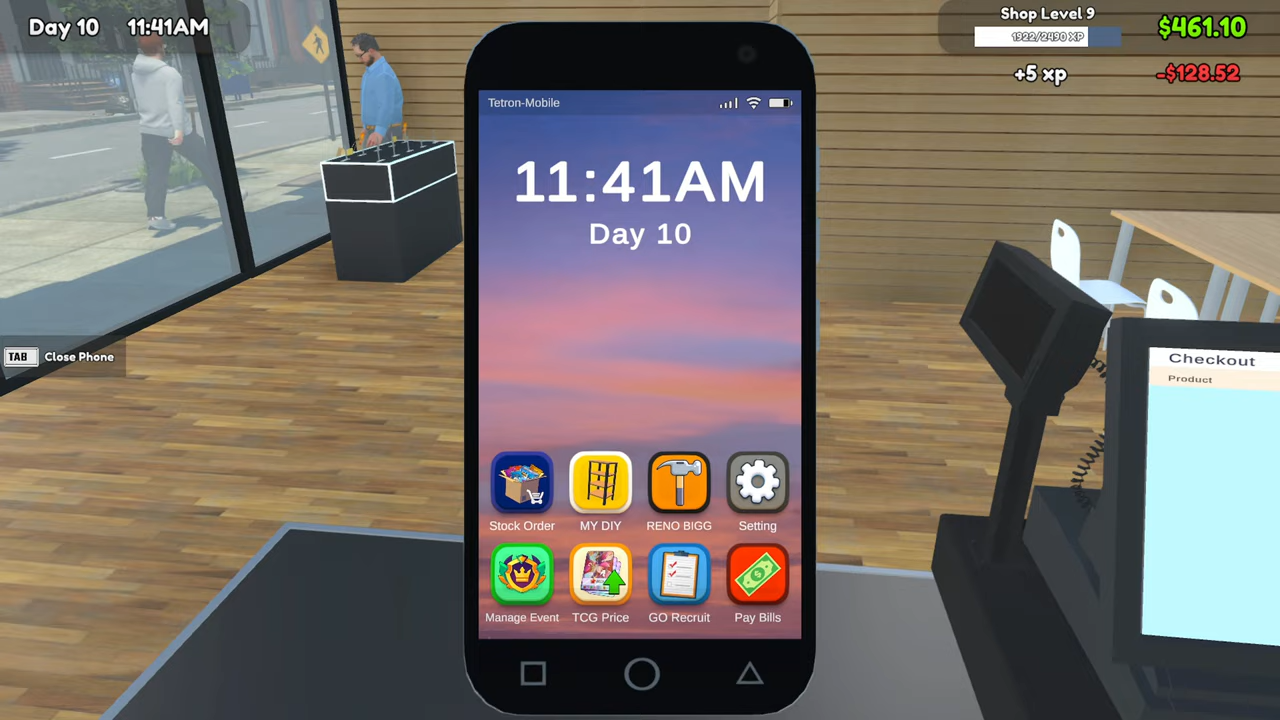 Day 10 11:41AM
Shop Level 9
1922/2490 XP
$461.10
+5 xp
-$128.52
Tetron-Mobile
11:41AM
Day 10
TAB Close Phone
Checkout
Product
Stock Order
MY DIY
RENO BIGG
Setting
Manage Event
TCG Price
GO Recruit
Pay Bills